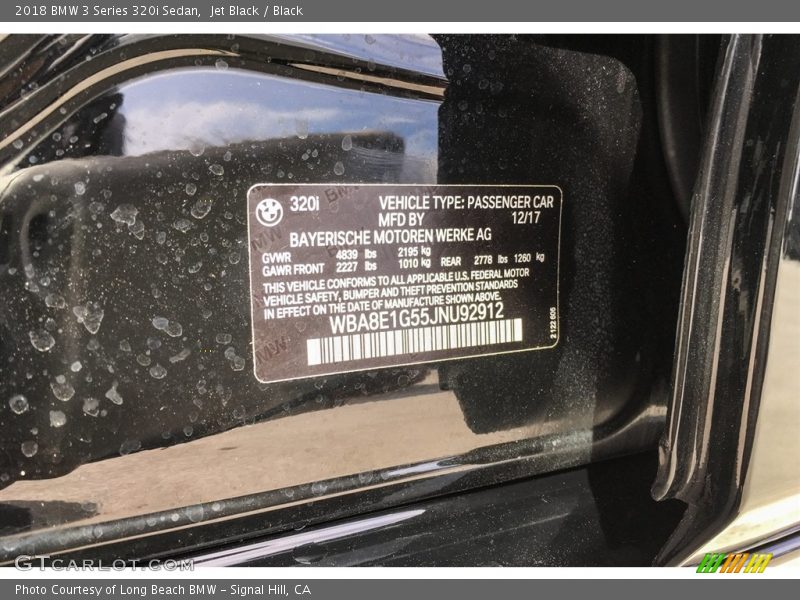 2018 BMW 3 Series 320i Sedan, Jet Black / Black
320i VEHICLE TYPE: PASSENGER CAR
MFD BY 12/17
BAYERISCHE MOTOREN WERKE AG
GVWR 4839 lbs 2195 kg
GAWR FRONT 2227 lbs 1010 kg REAR 2778 lbs 1260 kg
THIS VEHICLE CONFORMS TO ALL APPLICABLE U.S. FEDERAL MOTOR
VEHICLE SAFETY, BUMPER AND THEFT PREVENTION STANDARDS
IN EFFECT ON THE DATE OF MANUFACTURE SHOWN ABOVE.
WBA8E1G55JNU92912
2 122 605
GTcarlot.com
Photo Courtesy of Long Beach BMW - Signal Hill, CA